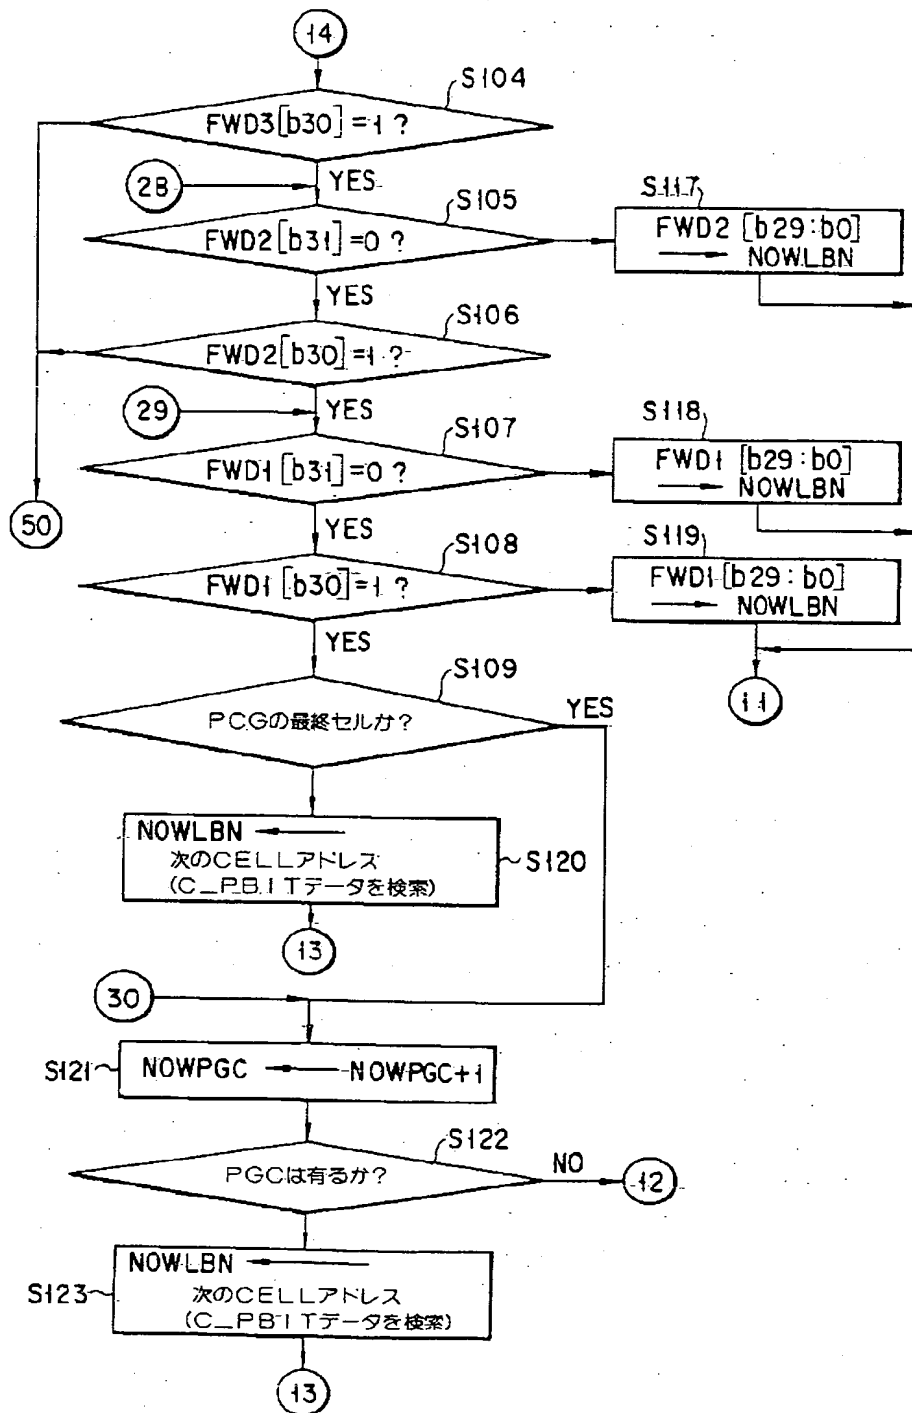 14
S104
FWD3[b30]=1?
YES
28
S105
FWD2[b31]=0?
S117
FWD2 [b29:b0]
→ NOWLBN
YES
S106
FWD2[b30]=1?
YES
29
S107
FWD1[b31]=0?
S118
FWD1 [b29:b0]
→ NOWLBN
50
YES
S108
FWD1[b30]=1?
S119
FWD1[b29:b0]
→ NOWLBN
YES
11
S109
PCGの最終セルか?
YES
NOWLBN ←
次のCELLアドレス
(C_PBITデータを検索)
S120
13
30
S121
NOWPGC ← NOWPGC+1
S122
PGCは有るか?
NO
12
S123
NOWLBN ←
次のCELLアドレス
(C_PBITデータを検索)
13